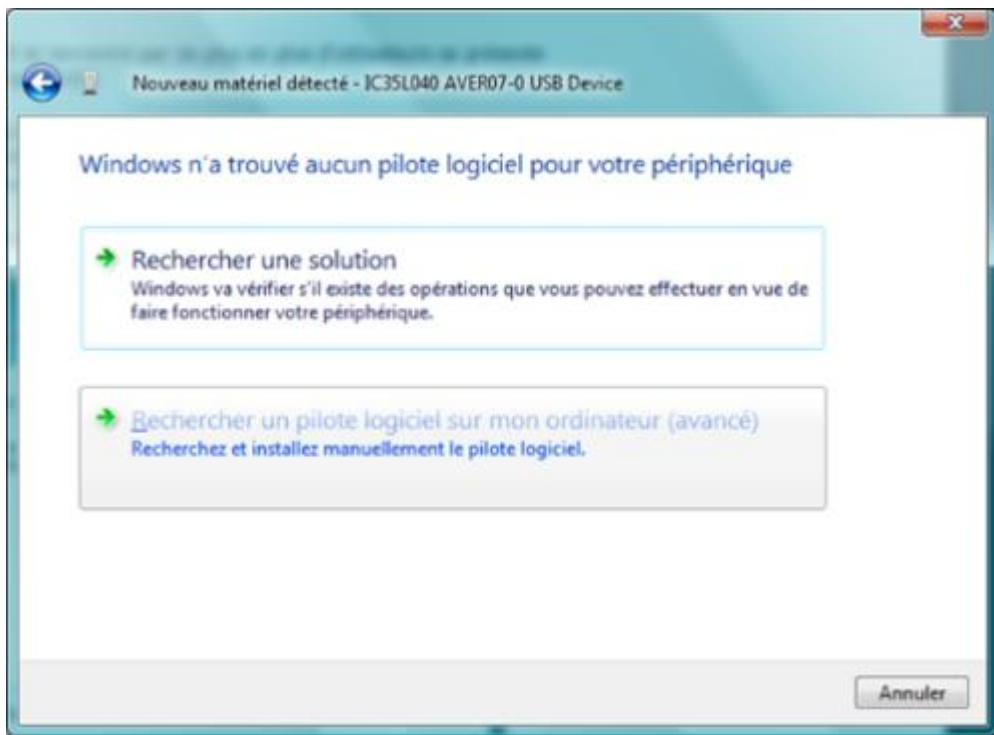 Nouveau matériel détecté - IC35L040 AVER07-0 USB Device
Windows n'a trouvé aucun pilote logiciel pour votre périphérique
Rechercher une solution
Windows va vérifier s'il existe des opérations que vous pouvez effectuer en vue de
faire fonctionner votre périphérique.
Rechercher un pilote logiciel sur mon ordinateur (avancé)
Recherchez et installez manuellement le pilote logiciel.
Annuler